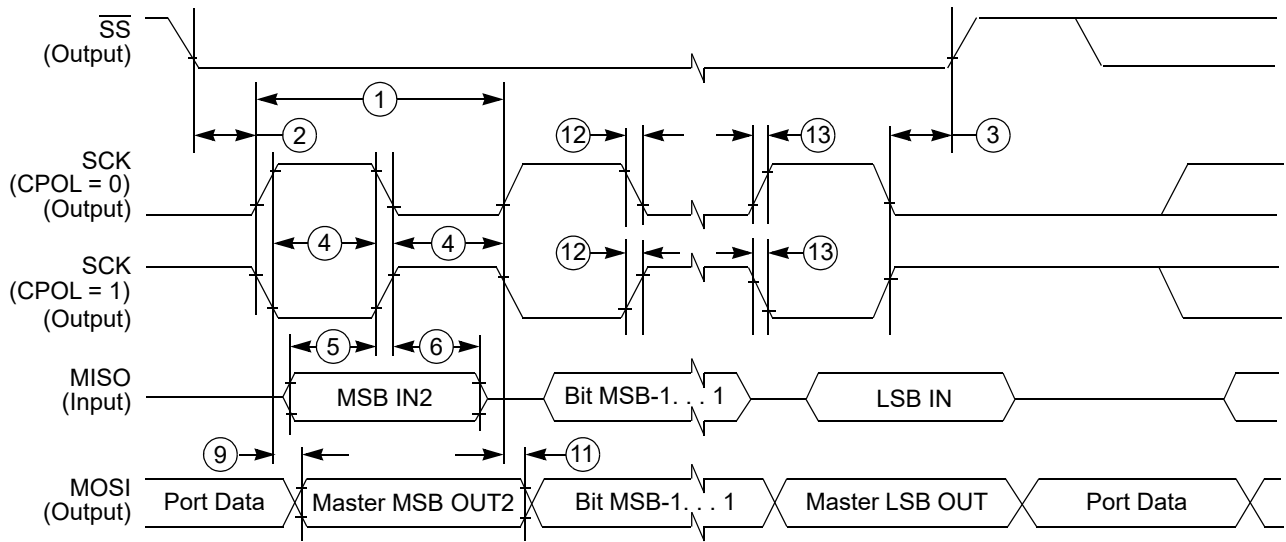 SS
(Output)
1
2
12
13
3
SCK
(CPOL = 0)
(Output)
4
4
SCK
(CPOL = 1)
(Output)
12
13
5
6
MISO
(Input)
MSB IN2
Bit MSB-1. . . 1
LSB IN
9
11
MOSI
(Output)
Port Data
Master MSB OUT2
Bit MSB-1. . . 1
Master LSB OUT
Port Data